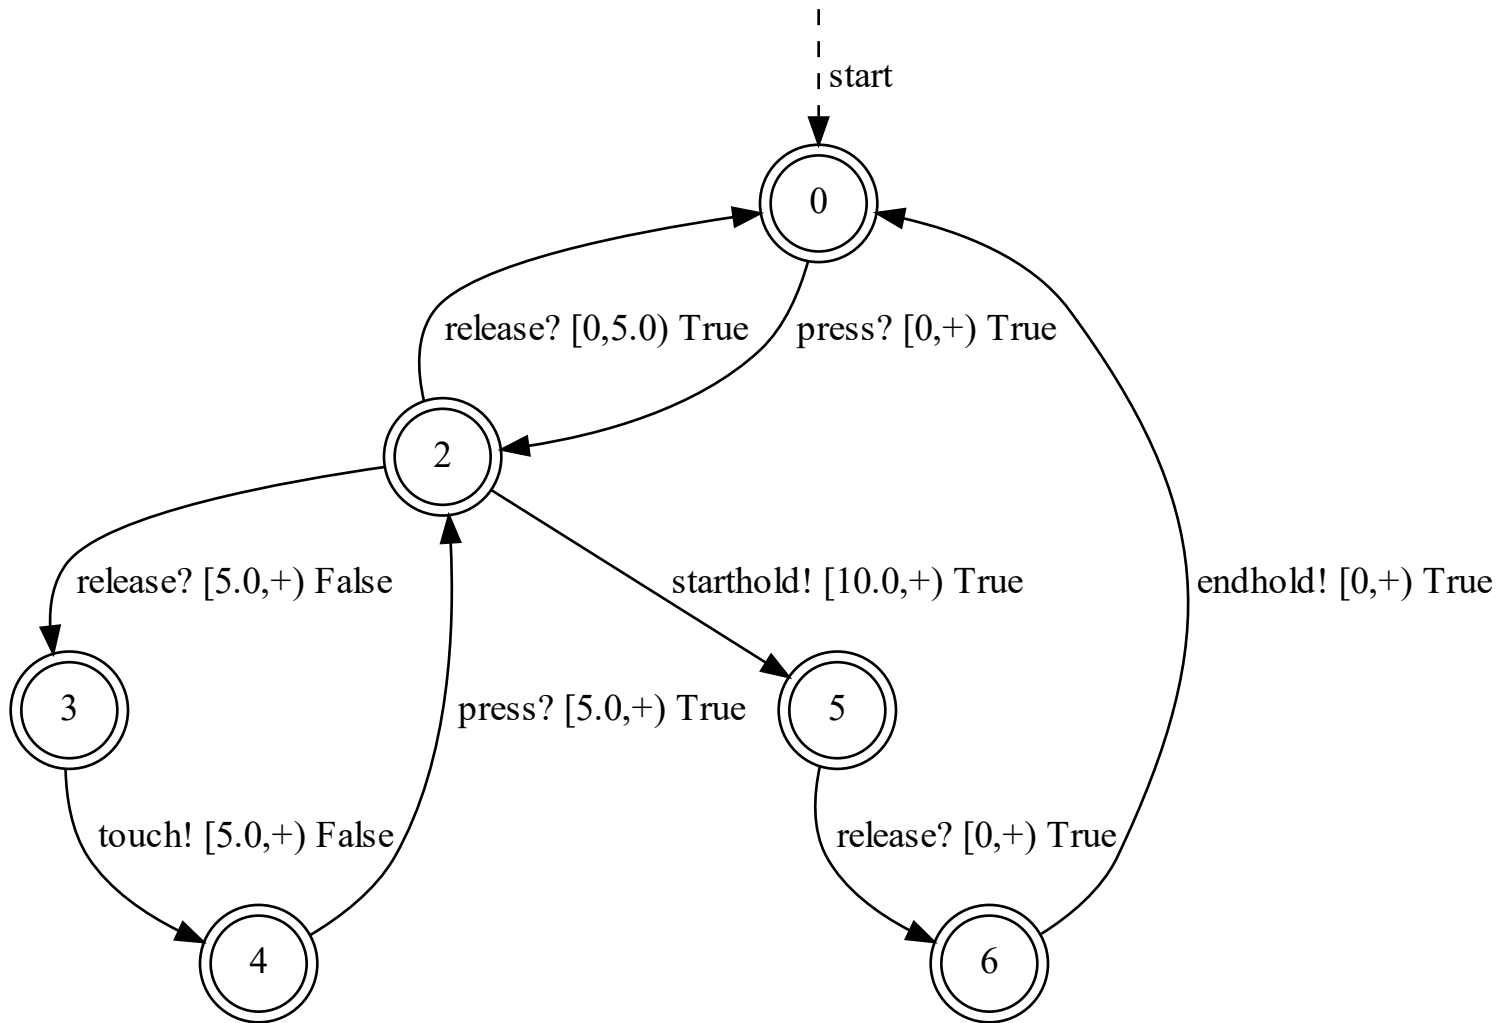 start
0
release? [0,5.0) True
press? [0,+) True
2
release? [5.0,+) False
starthold! [10.0,+) True
endhold! [0,+) True
3
press? [5.0,+) True
5
touch! [5.0,+) False
release? [0,+) True
4
6